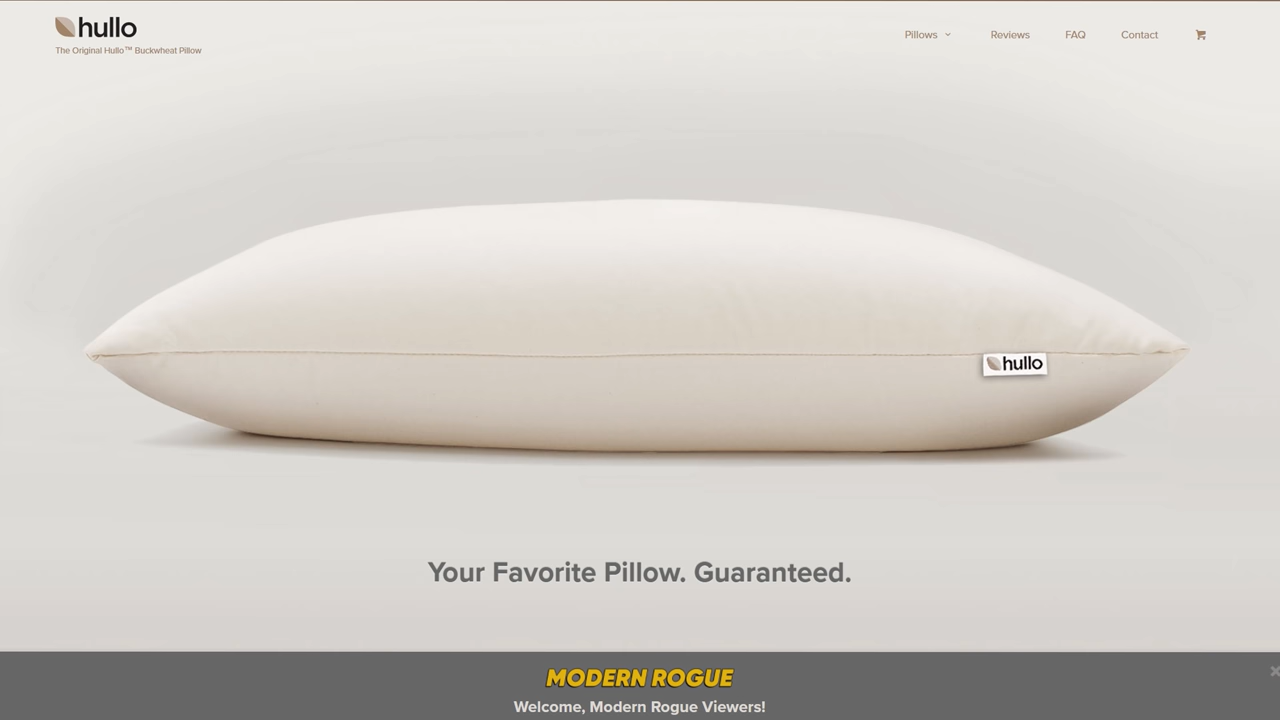 hullo
The Original Hullo™ Buckwheat Pillow
Pillows
Reviews
FAQ
Contact
hullo
Your Favorite Pillow. Guaranteed.
MODERN ROGUE
Welcome, Modern Rogue Viewers!